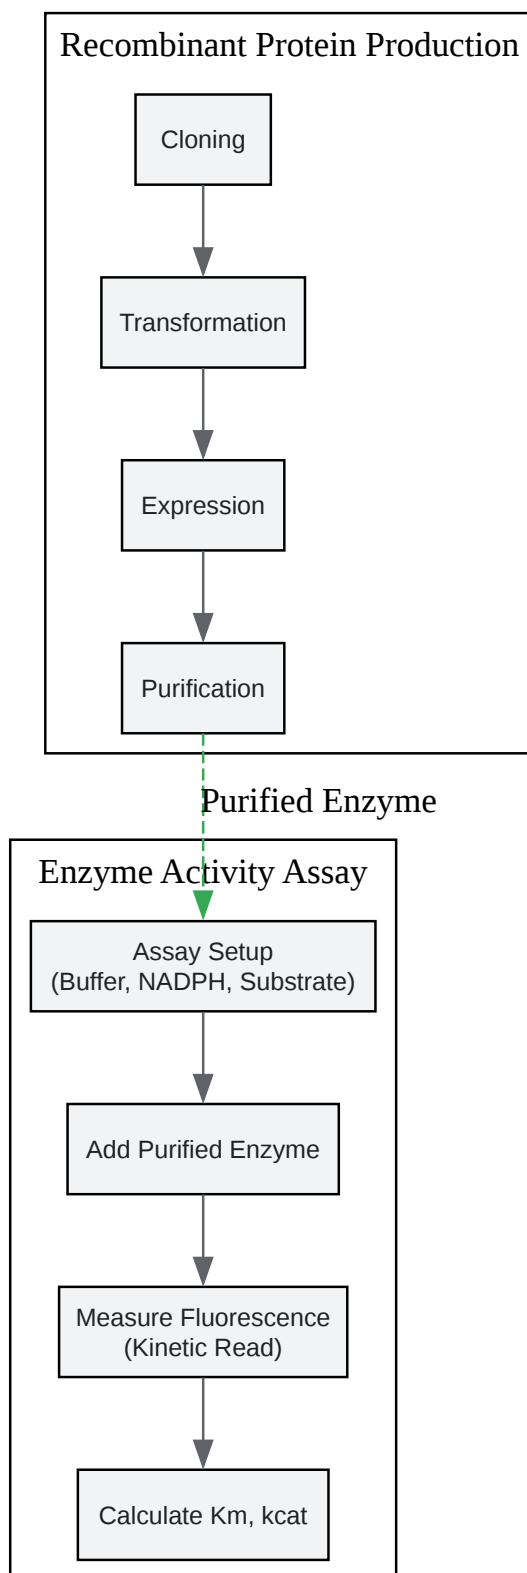 Recombinant Protein Production
Cloning
Transformation
Expression
Purification
Purified Enzyme
Enzyme Activity Assay
Assay Setup
(Buffer, NADPH, Substrate)
Add Purified Enzyme
Measure Fluorescence
(Kinetic Read)
Calculate Km, kcat